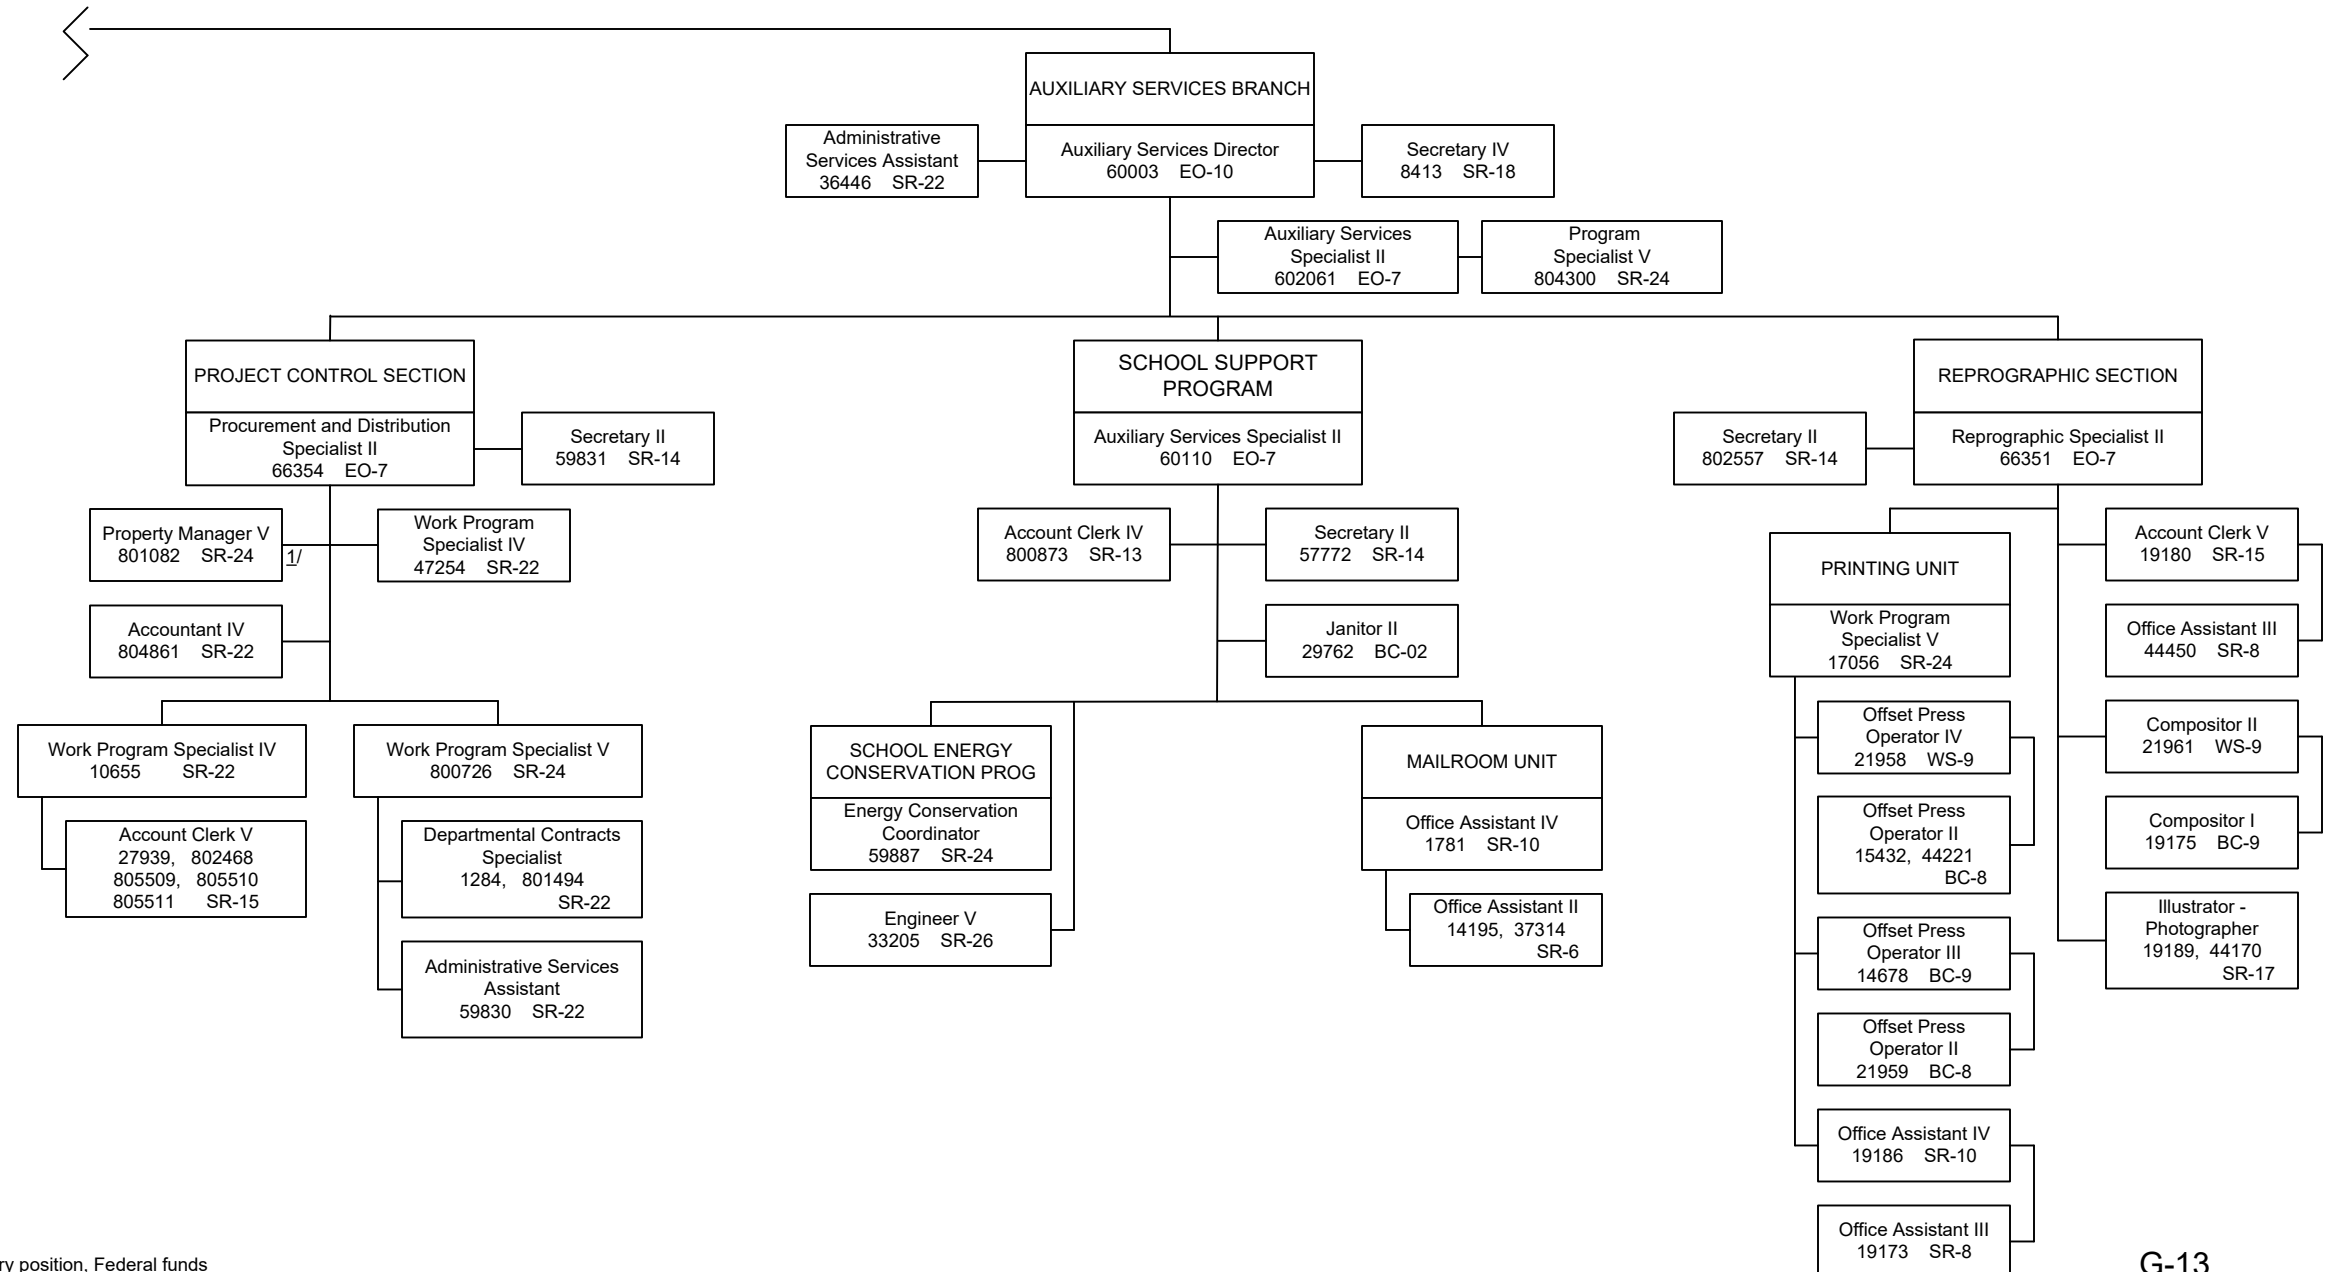 AUXILIARY SERVICES BRANCH
Administrative
Services Assistant
36446 SR-22
Auxiliary Services Director
60003 EO-10
Secretary IV
8413 SR-18
Auxiliary Services
Specialist II
602061 EO-7
Program
Specialist V
804300 SR-24
PROJECT CONTROL SECTION
Procurement and Distribution
Specialist II
66354 EO-7
Secretary II
59831 SR-14
Property Manager V
801082 SR-24
1/
Work Program
Specialist IV
47254 SR-22
Accountant IV
804861 SR-22
Work Program Specialist IV
10655 SR-22
Account Clerk V
27939, 802468
805509, 805510
805511 SR-15
Work Program Specialist V
800726 SR-24
Departmental Contracts
Specialist
1284, 801494
SR-22
Administrative Services
Assistant
59830 SR-22
SCHOOL SUPPORT
PROGRAM
Auxiliary Services Specialist II
60110 EO-7
Account Clerk IV
800873 SR-13
Secretary II
57772 SR-14
Janitor II
29762 BC-02
SCHOOL ENERGY
CONSERVATION PROG
Energy Conservation
Coordinator
59887 SR-24
Engineer V
33205 SR-26
MAILROOM UNIT
Office Assistant IV
1781 SR-10
Office Assistant II
14195, 37314
SR-6
REPROGRAPHIC SECTION
Secretary II
802557 SR-14
Reprographic Specialist II
66351 EO-7
PRINTING UNIT
Work Program
Specialist V
17056 SR-24
Offset Press
Operator IV
21958 WS-9
Offset Press
Operator II
15432, 44221
BC-8
Offset Press
Operator III
14678 BC-9
Offset Press
Operator II
21959 BC-8
Office Assistant IV
19186 SR-10
Office Assistant III
19173 SR-8
Account Clerk V
19180 SR-15
Office Assistant III
44450 SR-8
Compositor II
21961 WS-9
Compositor I
19175 BC-9
Illustrator -
Photographer
19189, 44170
SR-17
ry position, Federal funds
G-13